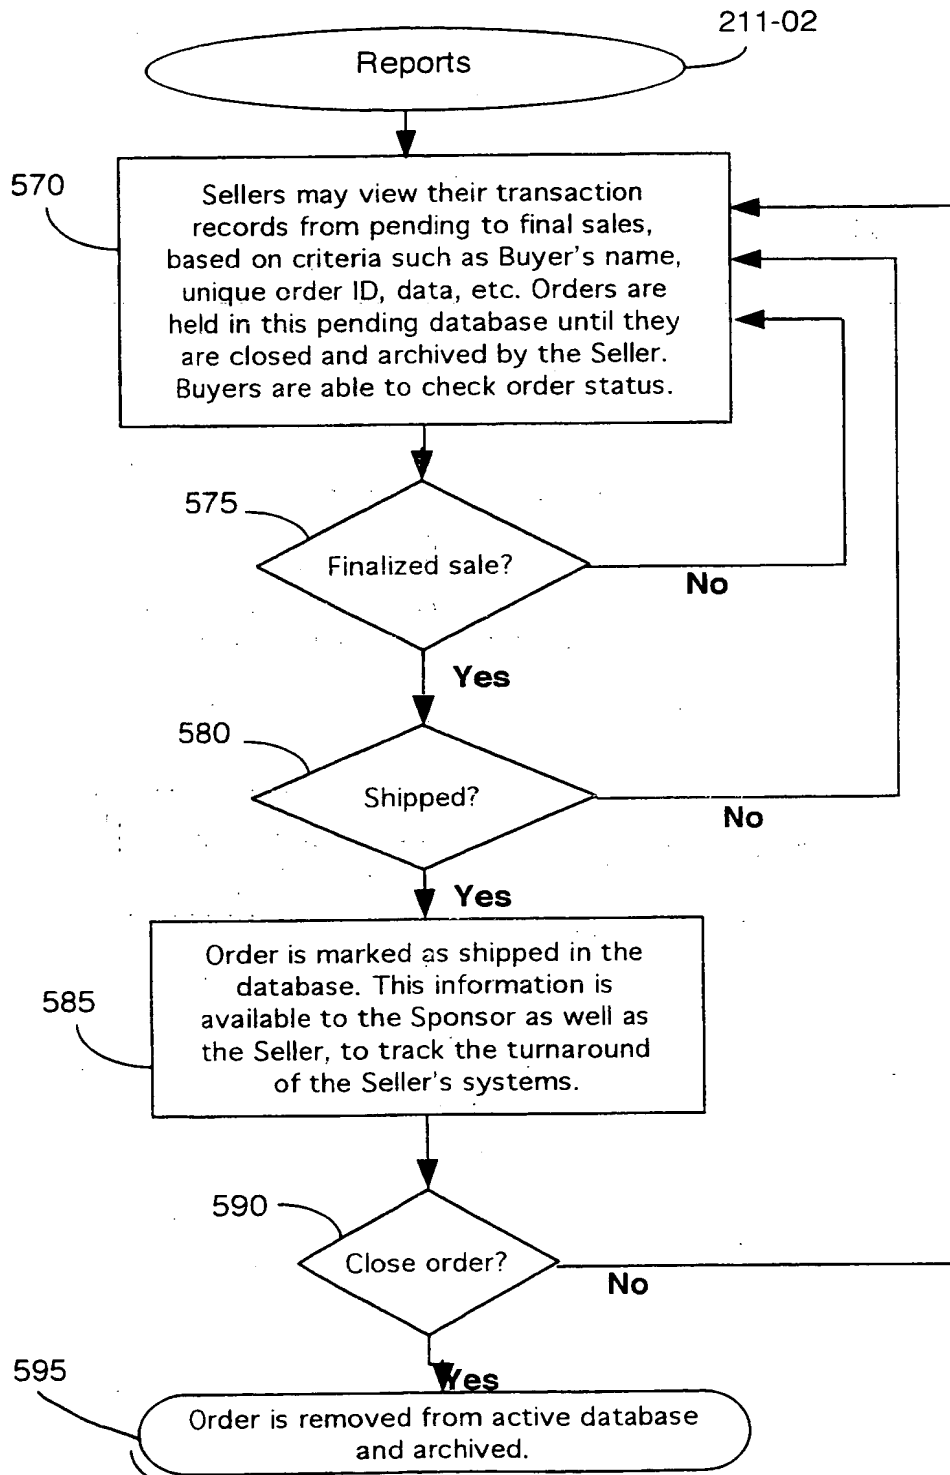 211-02
Reports
570
Sellers may view their transaction
records from pending to final sales,
based on criteria such as Buyer's name,
unique order ID, data, etc. Orders are
held in this pending database until they
are closed and archived by the Seller.
Buyers are able to check order status.
575
Finalized sale?
No
Yes
580
Shipped?
No
Yes
585
Order is marked as shipped in the
database. This information is
available to the Sponsor as well as
the Seller, to track the turnaround
of the Seller's systems.
590
Close order?
No
Yes
595
Order is removed from active database
and archived.